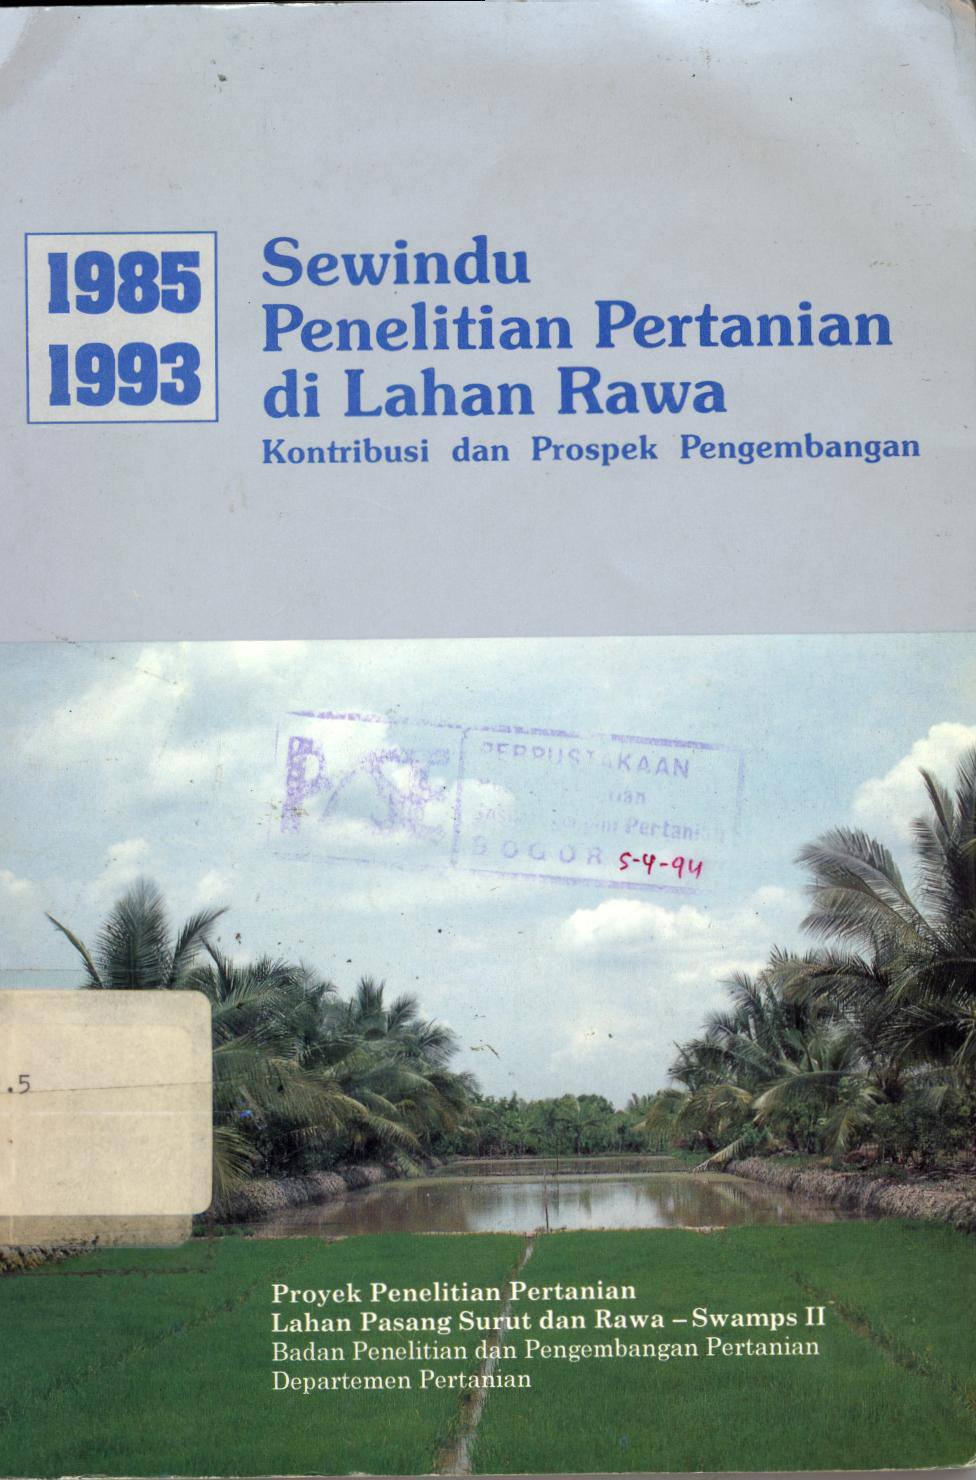 1985
1993
Sewindu
Penelitian Pertanian
di Lahan Rawa
Kontribusi dan Prospek Pengembangan
PERPUSTAKAAN
Pertanian
BOGOR 5-4-94
.5
Proyek Penelitian Pertanian
Lahan Pasang Surut dan Rawa – Swamps II
Badan Penelitian dan Pengembangan Pertanian
Departemen Pertanian